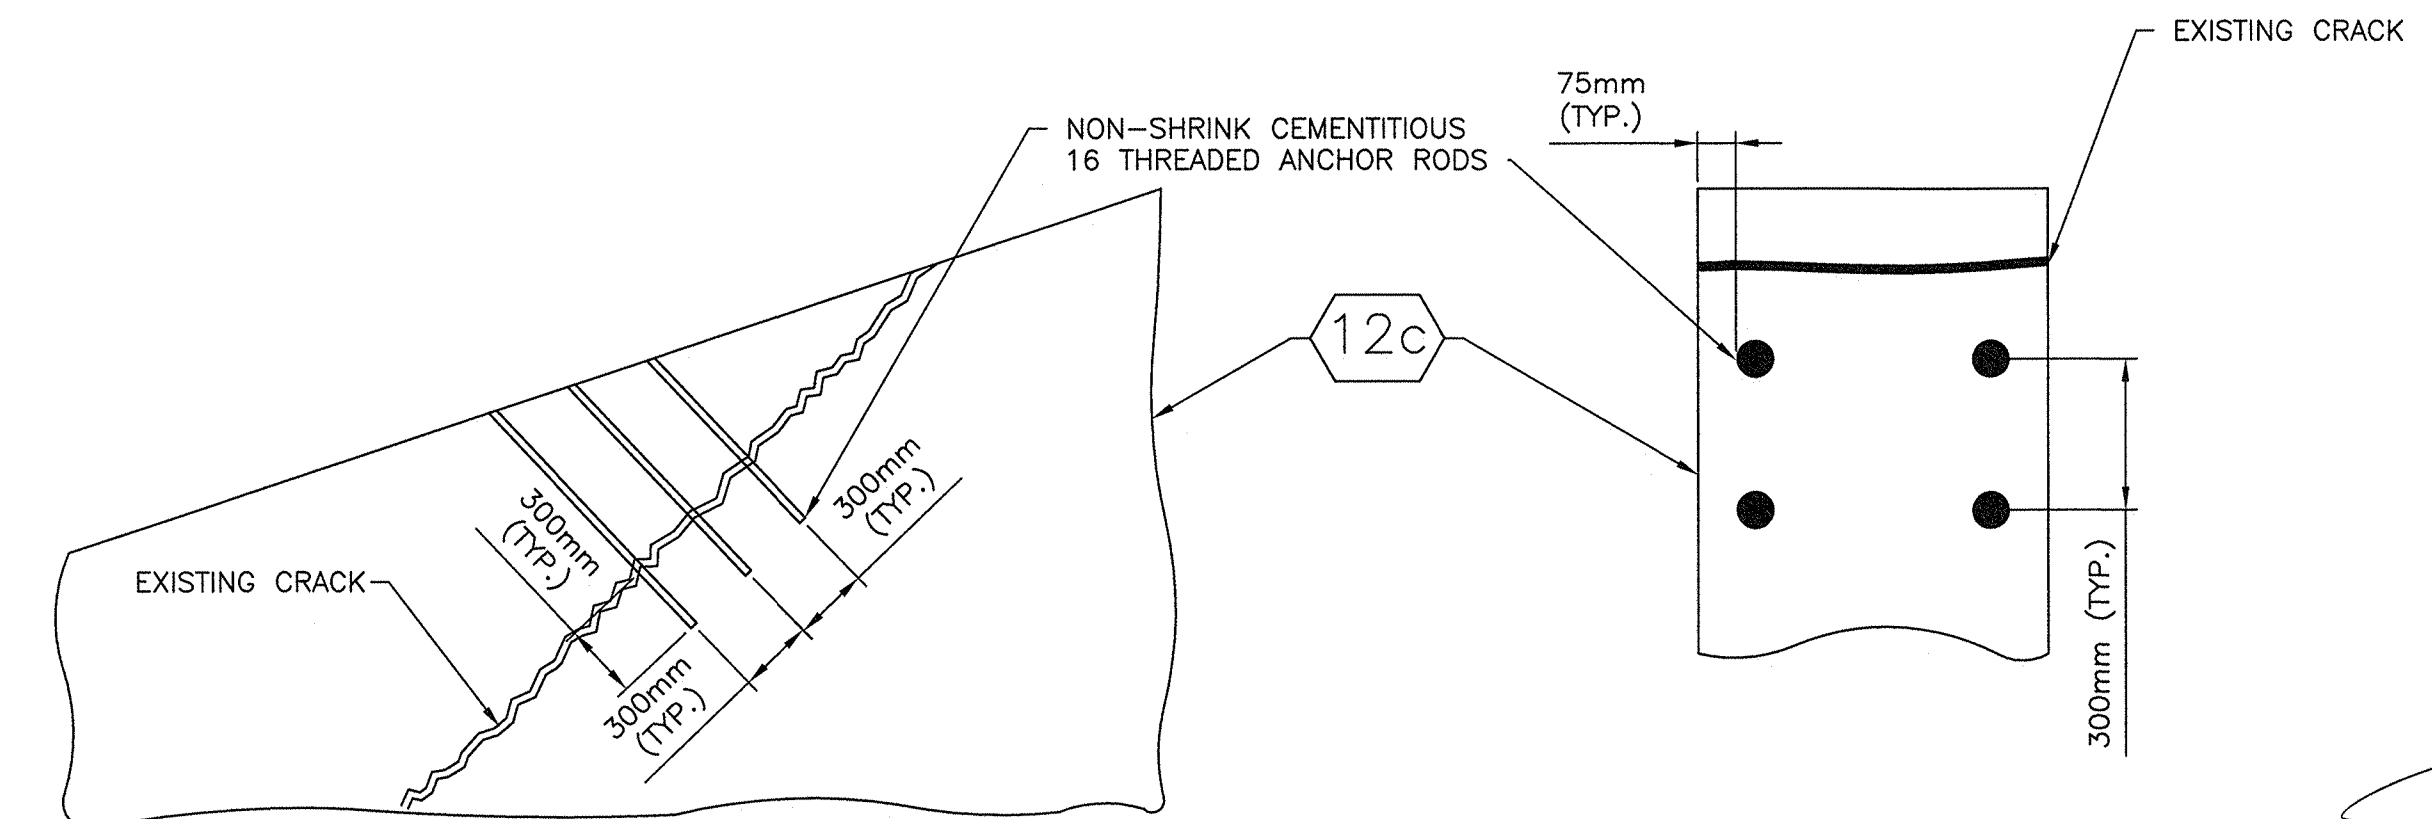 EXISTING CRACK
75mm
(TYP.)
NON-SHRINK CEMENTITIOUS
16 THREADED ANCHOR RODS
12c
300mm
(TYP.)
300mm
(TYP.)
EXISTING CRACK
300mm
(TYP.)
300mm (TYP.)